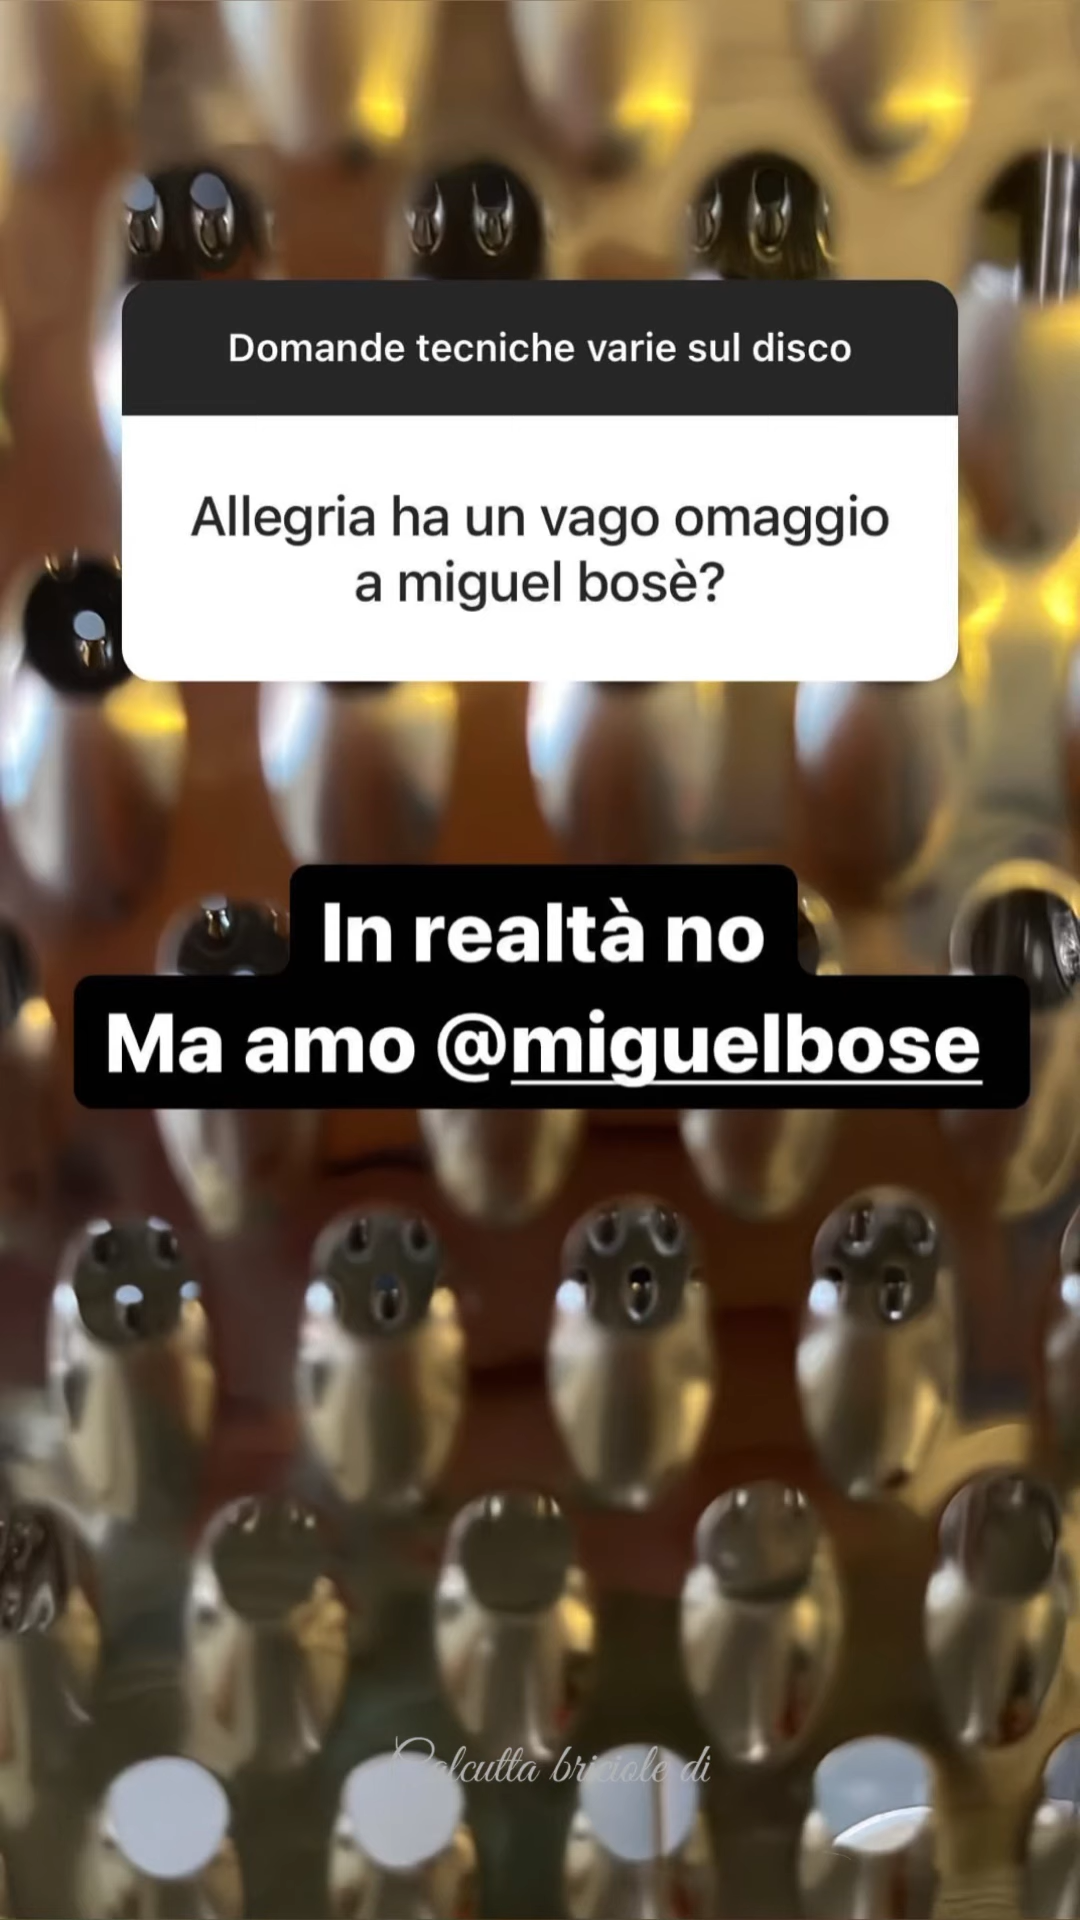 Domande tecniche varie sul disco
Allegria ha un vago omaggio
a miguel bosè?
In realtà no
Ma amo @miguelbose
Calcutta briciole di